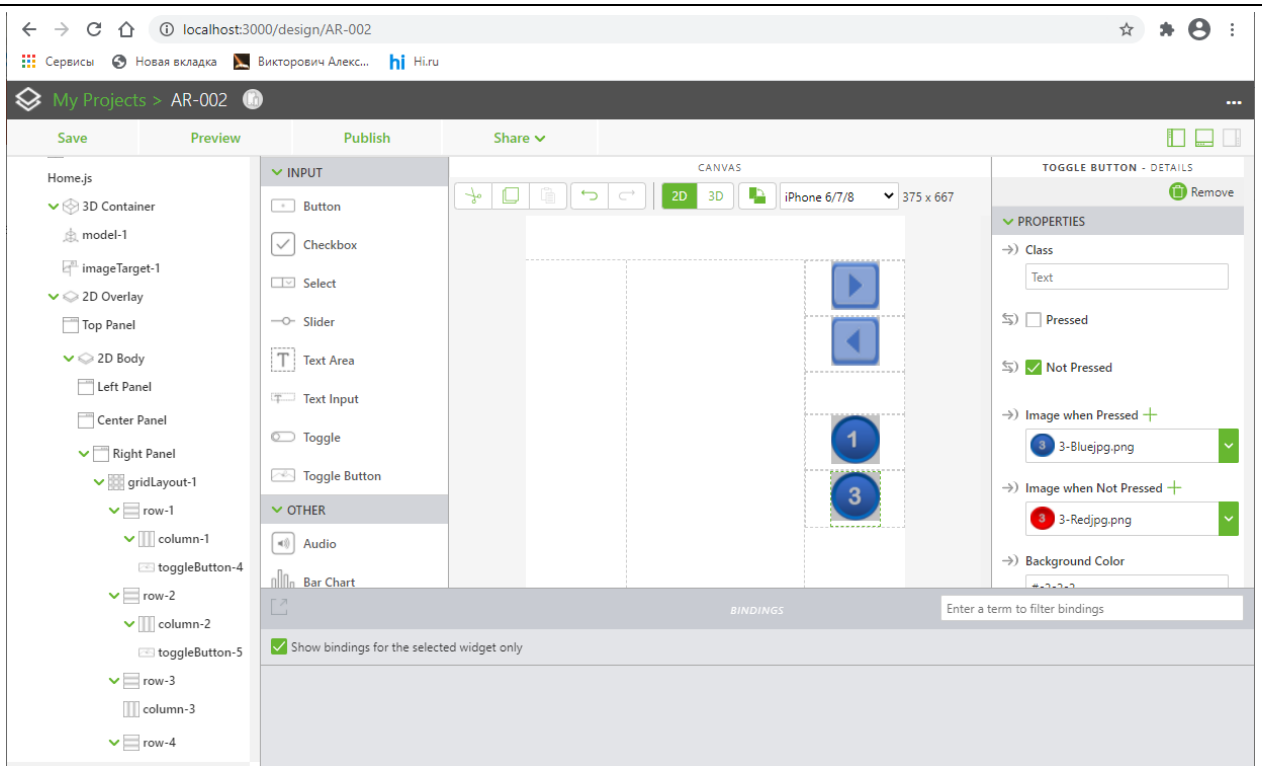 localhost:3000/design/AR-002
Сервисы Новая вкладка Викторович Алекс... hi Hi.ru
My Projects > AR-002
Save Preview Publish Share
Home.js
3D Container
model-1
imageTarget-1
2D Overlay
Top Panel
2D Body
Left Panel
Center Panel
Right Panel
gridLayout-1
row-1
column-1
toggleButton-4
row-2
column-2
toggleButton-5
row-3
column-3
row-4
INPUT
Button
Checkbox
Select
Slider
T Text Area
Text Input
Toggle
Toggle Button
OTHER
Audio
Bar Chart
CANVAS
2D 3D iPhone 6/7/8 375 x 667
1
3
TOGGLE BUTTON - DETAILS
Remove
PROPERTIES
Class
Text
Pressed
Not Pressed
Image when Pressed
3 3-Bluejpg.png
Image when Not Pressed
3 3-Redjpg.png
Background Color
BINDINGS
Enter a term to filter bindings
Show bindings for the selected widget only